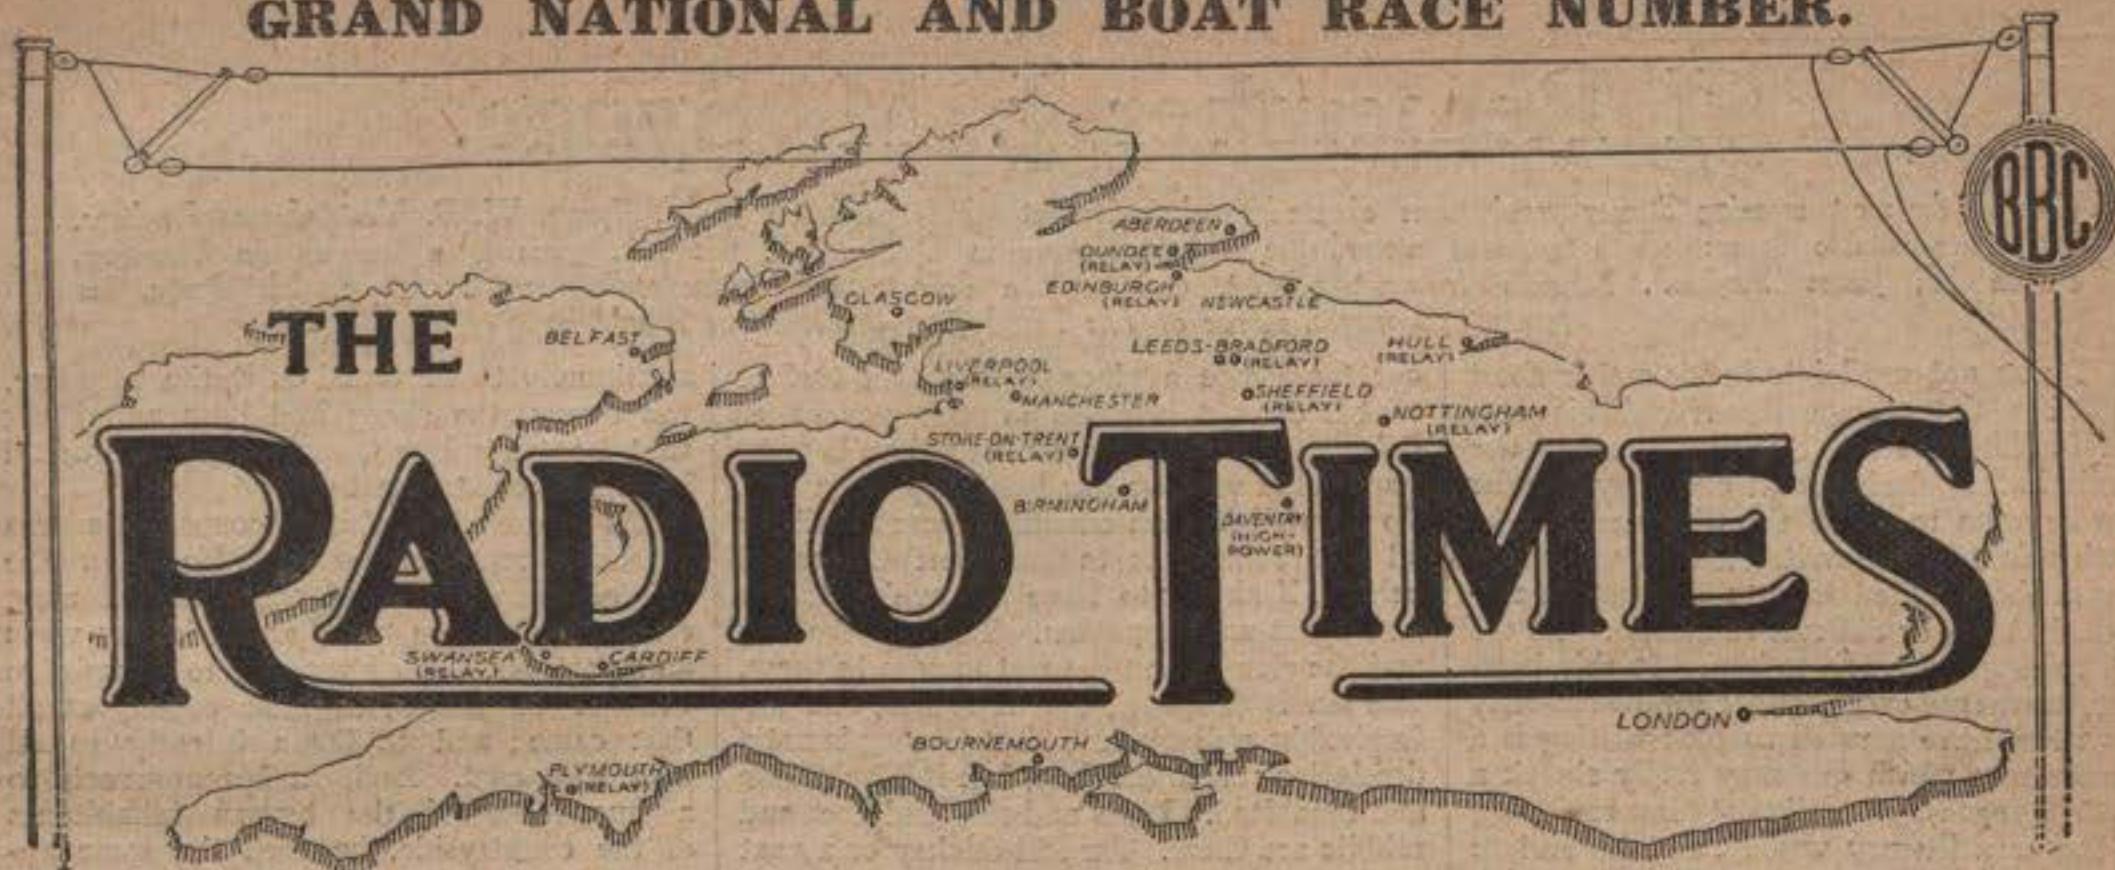 GRAND NATIONAL AND BOAT RACE NUMBER.
BBC
ABERDEEN
DUNDEE
(RELAY)
EDINBURGH
(RELAY)
NEWCASTLE
GLASGOW
THE
BELFAST
LEEDS-BRADFORD
(RELAY)
HULL
(RELAY)
LIVERPOOL
(RELAY)
MANCHESTER
SHEFFIELD
(RELAY)
NOTTINGHAM
(RELAY)
STOKE-ON-TRENT
(RELAY)
RADIO TIMES
BIRMINGHAM
DAVENTRY
(HIGH-
POWER)
SWANSEA
(RELAY)
CARDIFF
LONDON
BOURNEMOUTH
PLYMOUTH
(RELAY)